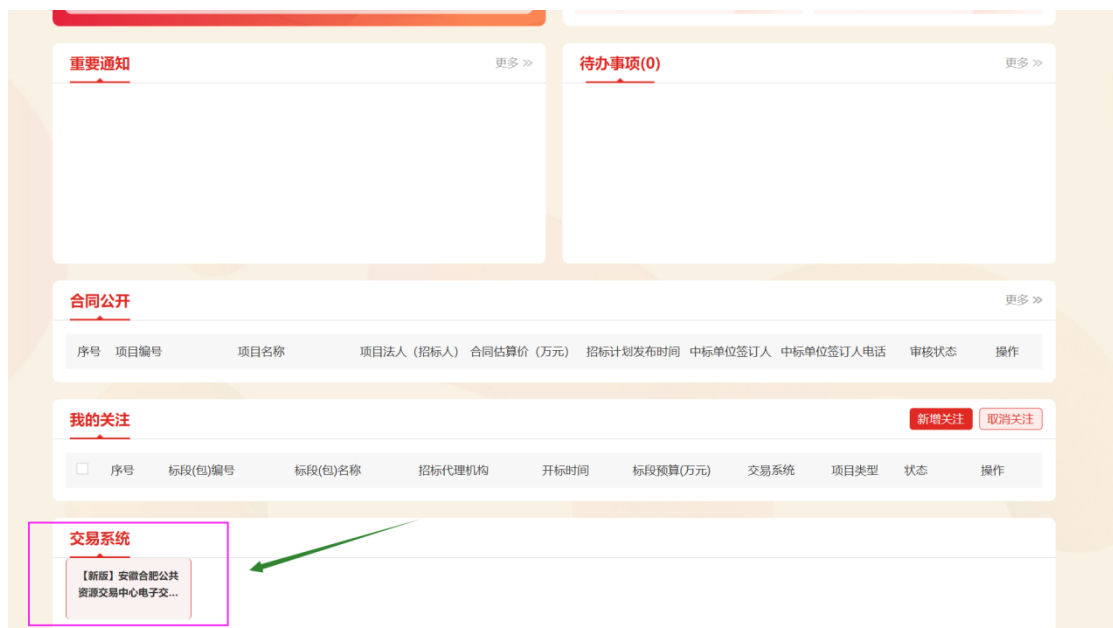 重要通知 更多 »
待办事项(0) 更多 »
合同公开 更多 »
序号 项目编号 项目名称 项目法人（招标人） 合同估算价（万元） 招标计划发布时间 中标单位签订人 中标单位签订人电话 审核状态 操作
我的关注 新增关注 取消关注
序号 标段(包)编号 标段(包)名称 招标代理机构 开标时间 标段预算(万元) 交易系统 项目类型 状态 操作
交易系统
【新版】安徽合肥公共
资源交易中心电子交...